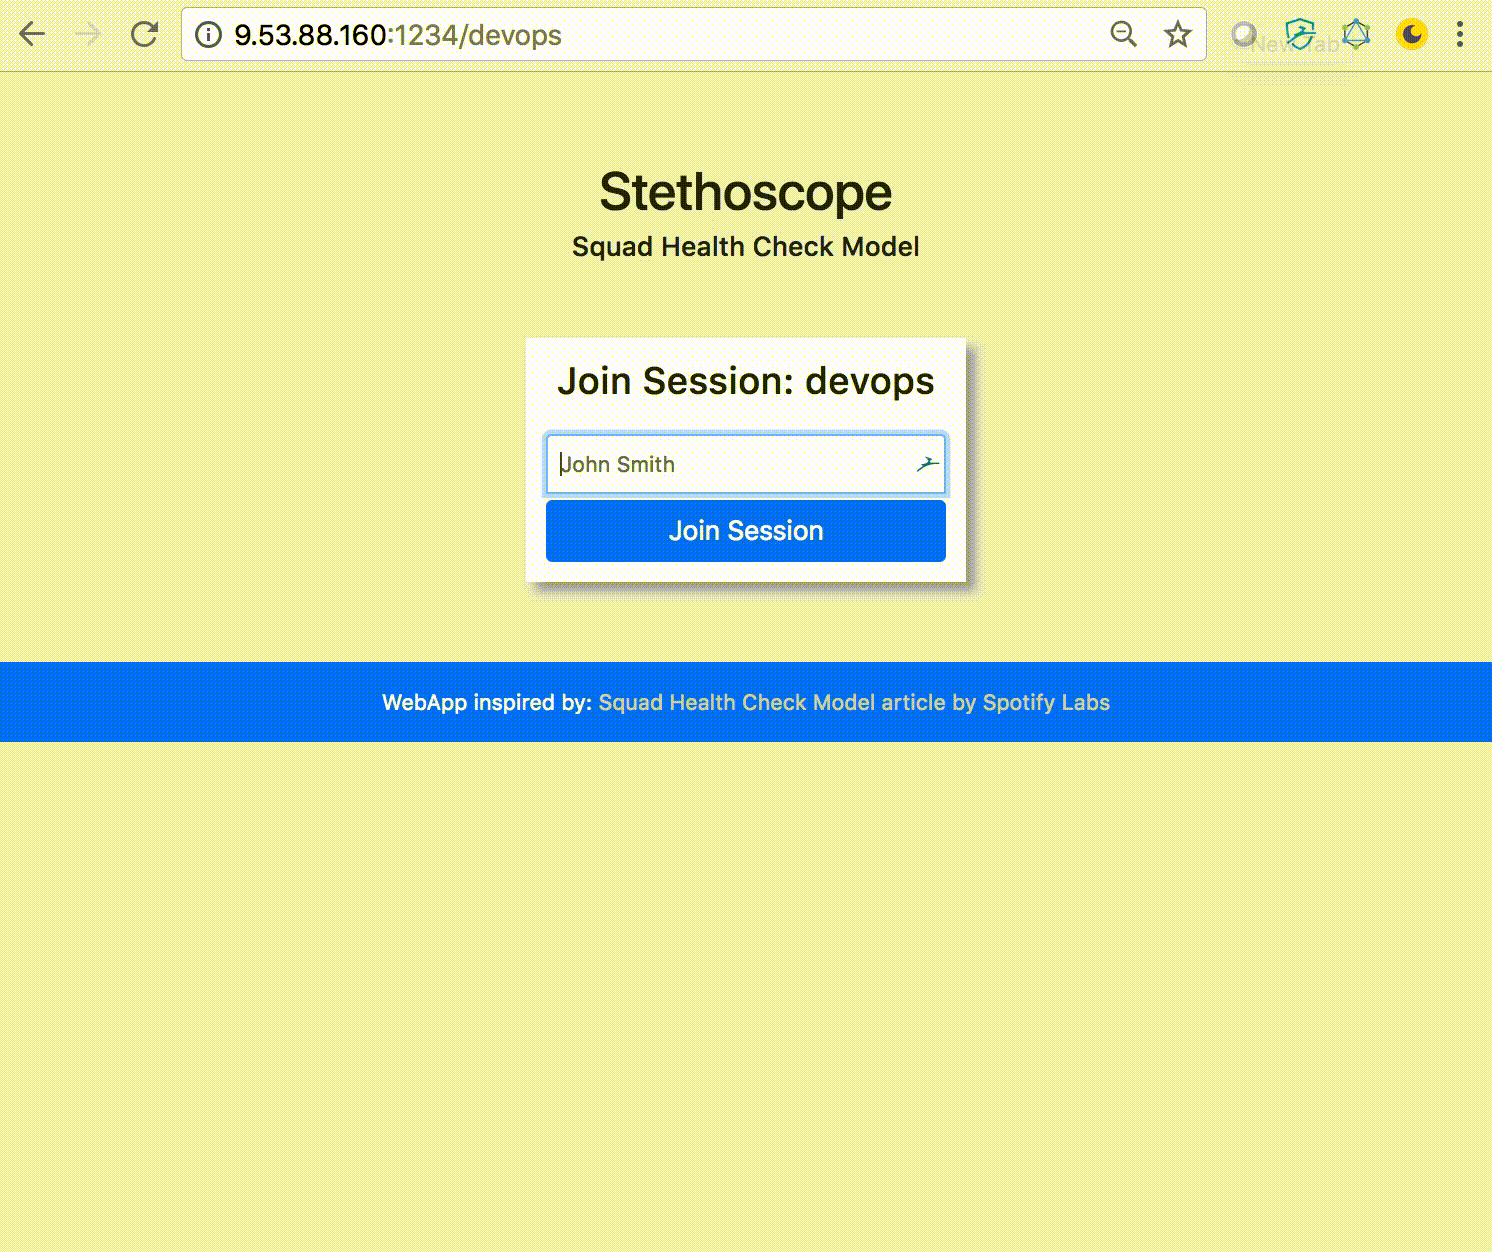 9.53.88.160:1234/devops
New Tab
Stethoscope
Squad Health Check Model
Join Session: devops
John Smith
Join Session
WebApp inspired by: Squad Health Check Model article by Spotify Labs